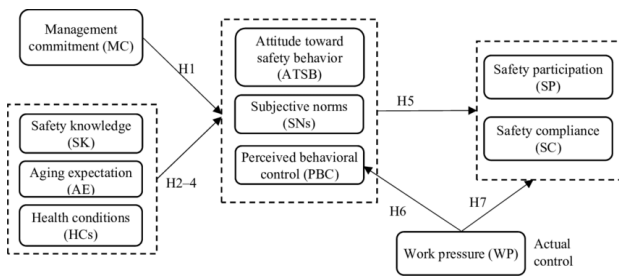 Management
commitment (MC)
H1
Safety knowledge
(SK)
Aging expectation
(AE)
Health conditions
(HCs)
H2–4
Attitude toward
safety behavior
(ATSB)
Subjective norms
(SNs)
Perceived behavioral
control (PBC)
H5
Safety participation
(SP)
Safety compliance
(SC)
H6
H7
Work pressure (WP)
Actual
control